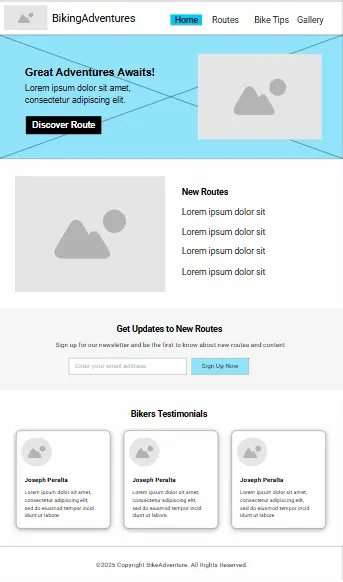 BikingAdventures
Home Routes Bike Tips Gallery
Great Adventures Awaits!
Lorem ipsum dolor sit amet,
consectetur adipiscing elit.
Discover Route
New Routes
Lorem ipsum dolor sit
Lorem ipsum dolor sit
Lorem ipsum dolor sit
Lorem ipsum dolor sit
Get Updates to New Routes
Sign up for our newsletter and be the first to know about new routes and content.
Enter your email address
Sign Up Now
Bikers Testimonials
Joseph Peralta
Lorem ipsum dolor sit amet,
consectetur adipiscing elit,
sed do eiusmod tempor incid
idunt ut labore.
Joseph Peralta
Lorem ipsum dolor sit amet,
consectetur adipiscing elit,
sed do eiusmod tempor incid
idunt ut labore.
Joseph Peralta
Lorem ipsum dolor sit amet,
consectetur adipiscing elit,
sed do eiusmod tempor incid
idunt ut labore.
©2025 Copyright BikeAdventure. All Rights Reserved.